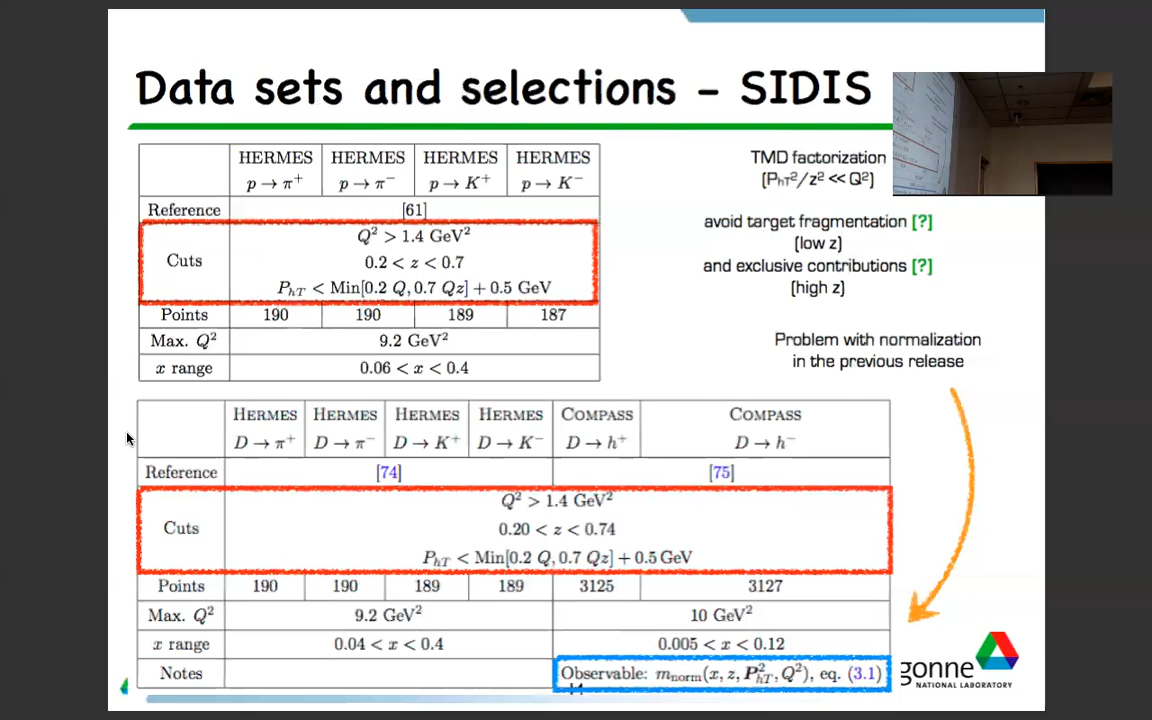 Data sets and selections – SIDIS
HERMES HERMES HERMES HERMES
p → π⁺ p → π⁻ p → K⁺ p → K⁻
Reference [61]
Cuts
Q² > 1.4 GeV²
0.2 < z < 0.7
P_hT < Min[0.2 Q, 0.7 Qz] + 0.5 GeV
Points 190 190 189 187
Max. Q² 9.2 GeV²
x range 0.06 < x < 0.4
TMD factorization
(P_hT²/z² << Q²)
avoid target fragmentation [?]
(low z)
and exclusive contributions [?]
(high z)
Problem with normalization
in the previous release
HERMES HERMES HERMES HERMES COMPASS COMPASS
D → π⁺ D → π⁻ D → K⁺ D → K⁻ D → h⁺ D → h⁻
Reference [74] [75]
Cuts
Q² > 1.4 GeV²
0.20 < z < 0.74
P_hT < Min[0.2 Q, 0.7 Qz] + 0.5 GeV
Points 190 190 189 189 3125 3127
Max. Q² 9.2 GeV² 10 GeV²
x range 0.04 < x < 0.4 0.005 < x < 0.12
Notes Observable: m_norm(x, z, P²_hT, Q²), eq. (3.1)
14
gonne
NATIONAL LABORATORY